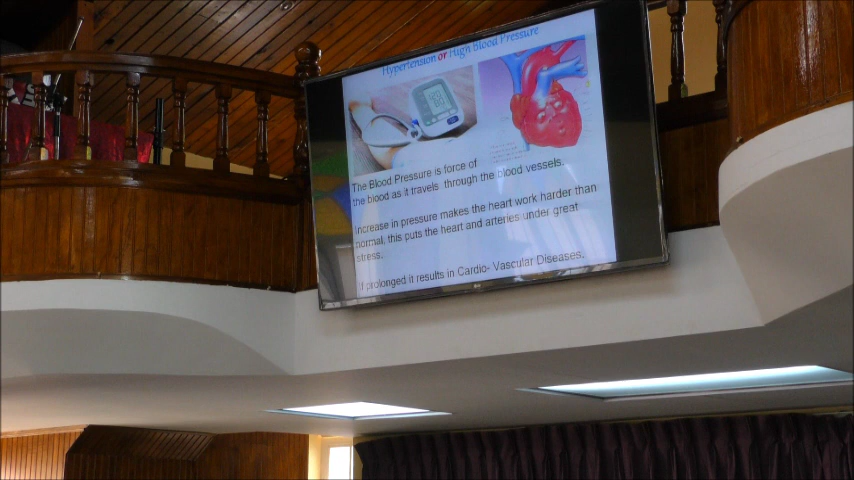 Hypertension or High Blood Pressure
The Blood Pressure is force of
the blood as it travels through the blood vessels.
Increase in pressure makes the heart work harder than
normal, this puts the heart and arteries under great
stress.
If prolonged it results in Cardio- Vascular Diseases.
LG